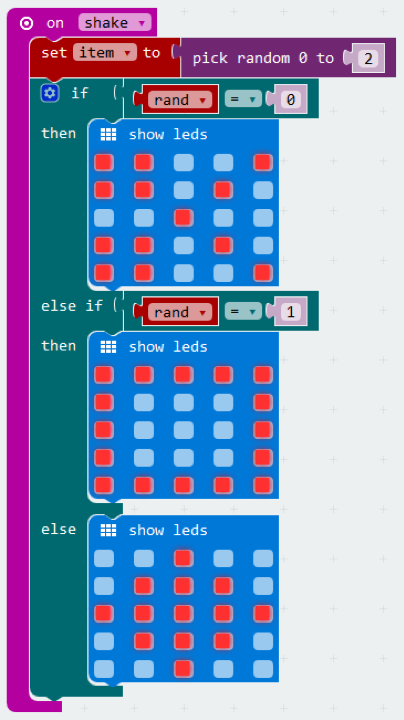 on shake
set item to pick random 0 to 2
if rand = 0
then show leds
else if rand = 1
then show leds
else show leds